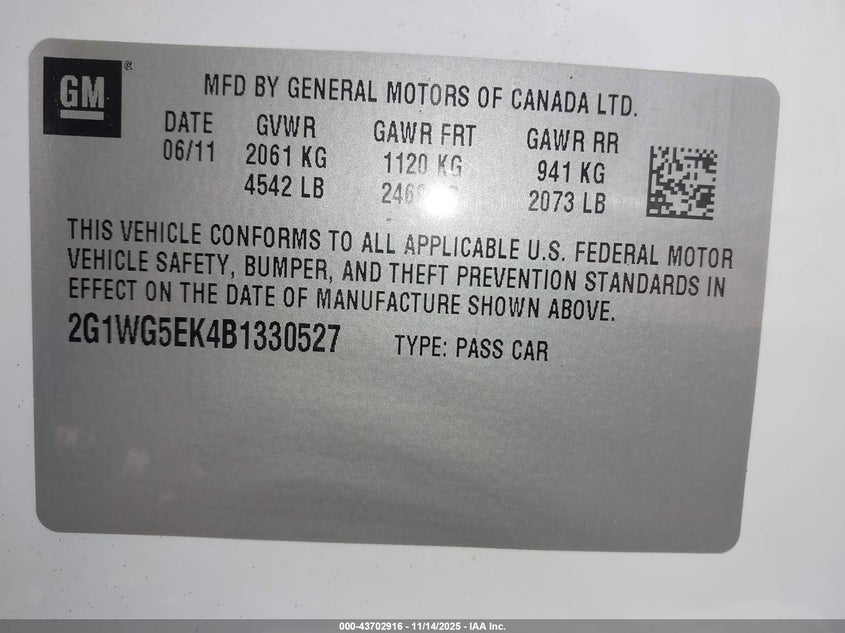 GM
MFD BY GENERAL MOTORS OF CANADA LTD.
DATE GVWR GAWR FRT GAWR RR
06/11 2061 KG 1120 KG 941 KG
4542 LB 2073 LB
THIS VEHICLE CONFORMS TO ALL APPLICABLE U.S. FEDERAL MOTOR
VEHICLE SAFETY, BUMPER, AND THEFT PREVENTION STANDARDS IN
EFFECT ON THE DATE OF MANUFACTURE SHOWN ABOVE.
2G1WG5EK4B1330527 TYPE: PASS CAR
000-43702916 - 11/14/2025 - IAA Inc.